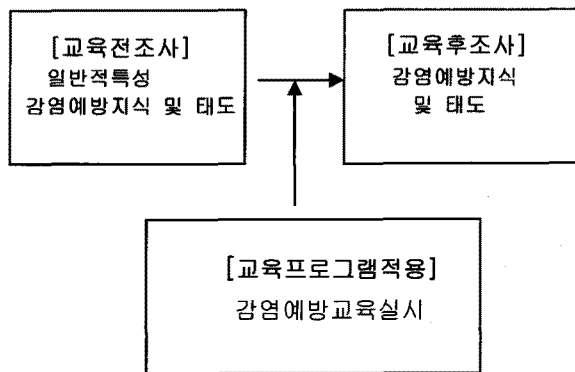 [교육전조사]
일반적특성
감염예방지식 및 태도
[교육후조사]
감염예방지식
및 태도
[교육프로그램적용]
감염예방교육실시